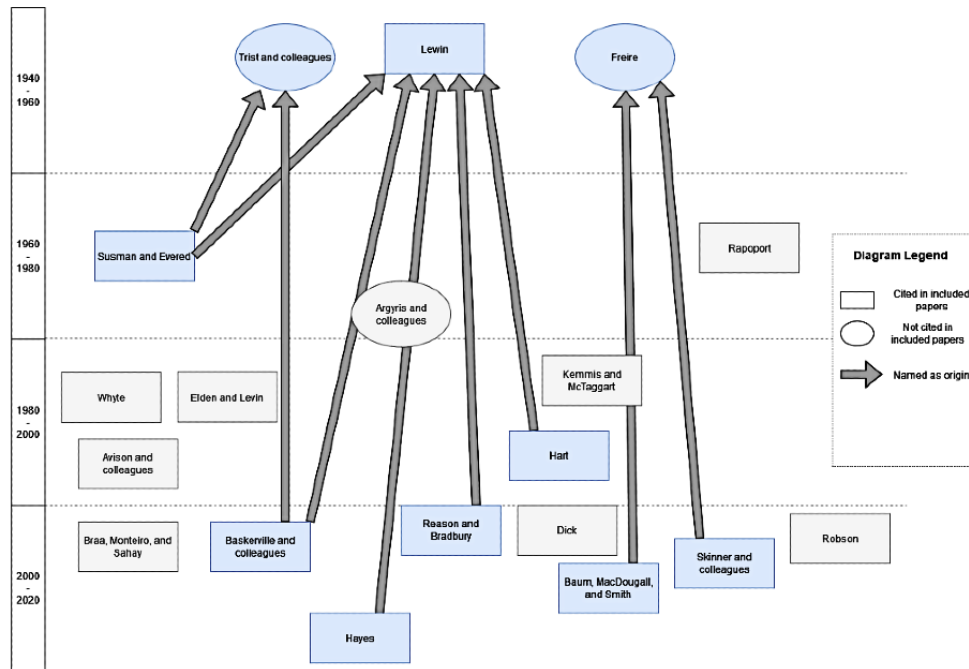 Trist and colleagues
Lewin
Freire
1940
-
1960
Susman and Evered
Rapoport
1960
-
1980
Argyris and
colleagues
Diagram Legend
Cited in included
papers
Not cited in
included papers
Named as origin
Whyte
Elden and Levin
Kemmis and
McTaggart
1980
-
2000
Avison and
colleagues
Hart
Braa, Monteiro, and
Sahay
Baskerville and
colleagues
Reason and
Bradbury
Dick
Robson
Skinner and
colleagues
Baum, MacDougall,
and Smith
2000
-
2020
Hayes